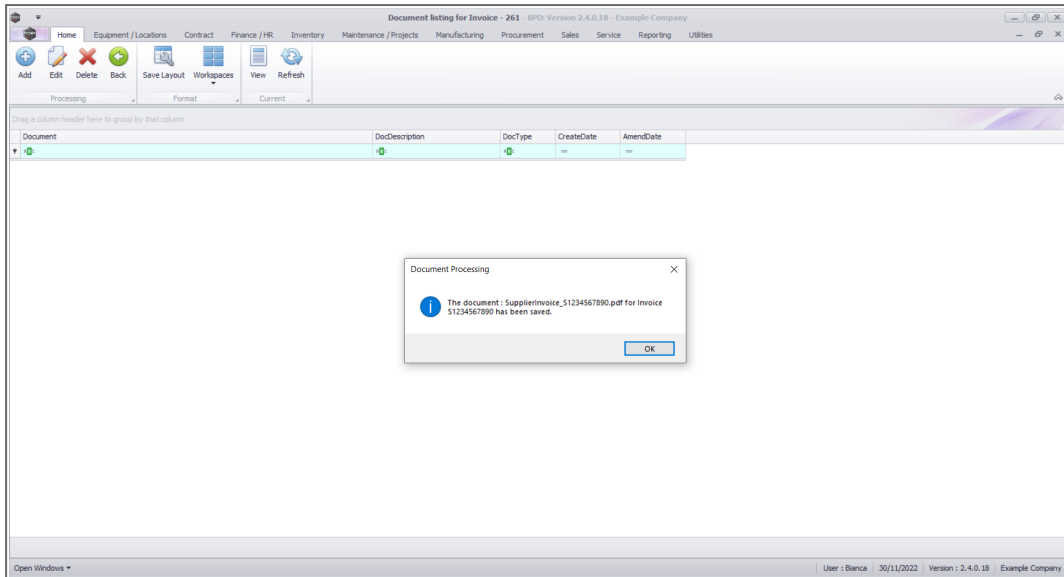 Document listing for Invoice - 261 - BPO: Version 2.4.0.18 - Example Company
Home Equipment / Locations Contract Finance / HR Inventory Maintenance / Projects Manufacturing Procurement Sales Service Reporting Utilities
Add Edit Delete Back Save Layout Workspaces View Refresh
Processing Format Current
Drag a column header here to group by that column
Document DocDescription DocType CreateDate AmendDate
= =
Document Processing
The document : SupplierInvoice_S1234567890.pdf for Invoice
S1234567890 has been saved.
OK
Open Windows User : Bianca 30/11/2022 Version : 2.4.0.18 Example Company